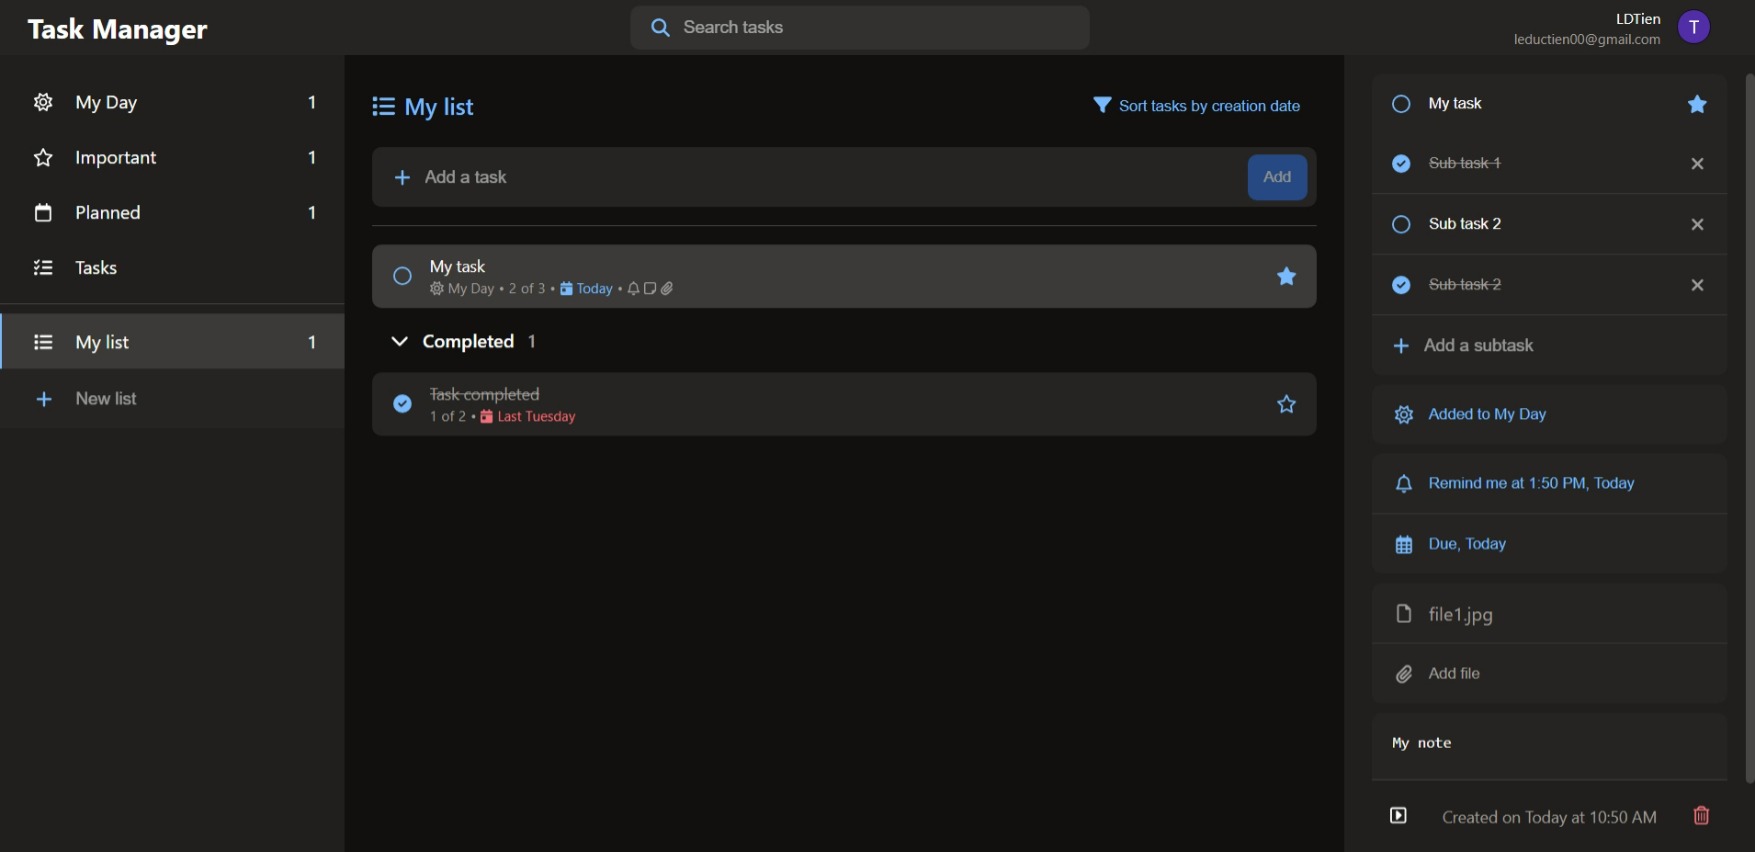 Task Manager
Search tasks
LDTien
leductien00@gmail.com
T
My Day 1
Important 1
Planned 1
Tasks
My list 1
New list
My list
Sort tasks by creation date
Add a task
Add
My task
My Day • 2 of 3 • Today •
Completed 1
Task completed
1 of 2 • Last Tuesday
My task
Sub task 1
Sub task 2
Sub task 2
Add a subtask
Added to My Day
Remind me at 1:50 PM, Today
Due, Today
file1.jpg
Add file
My note
Created on Today at 10:50 AM